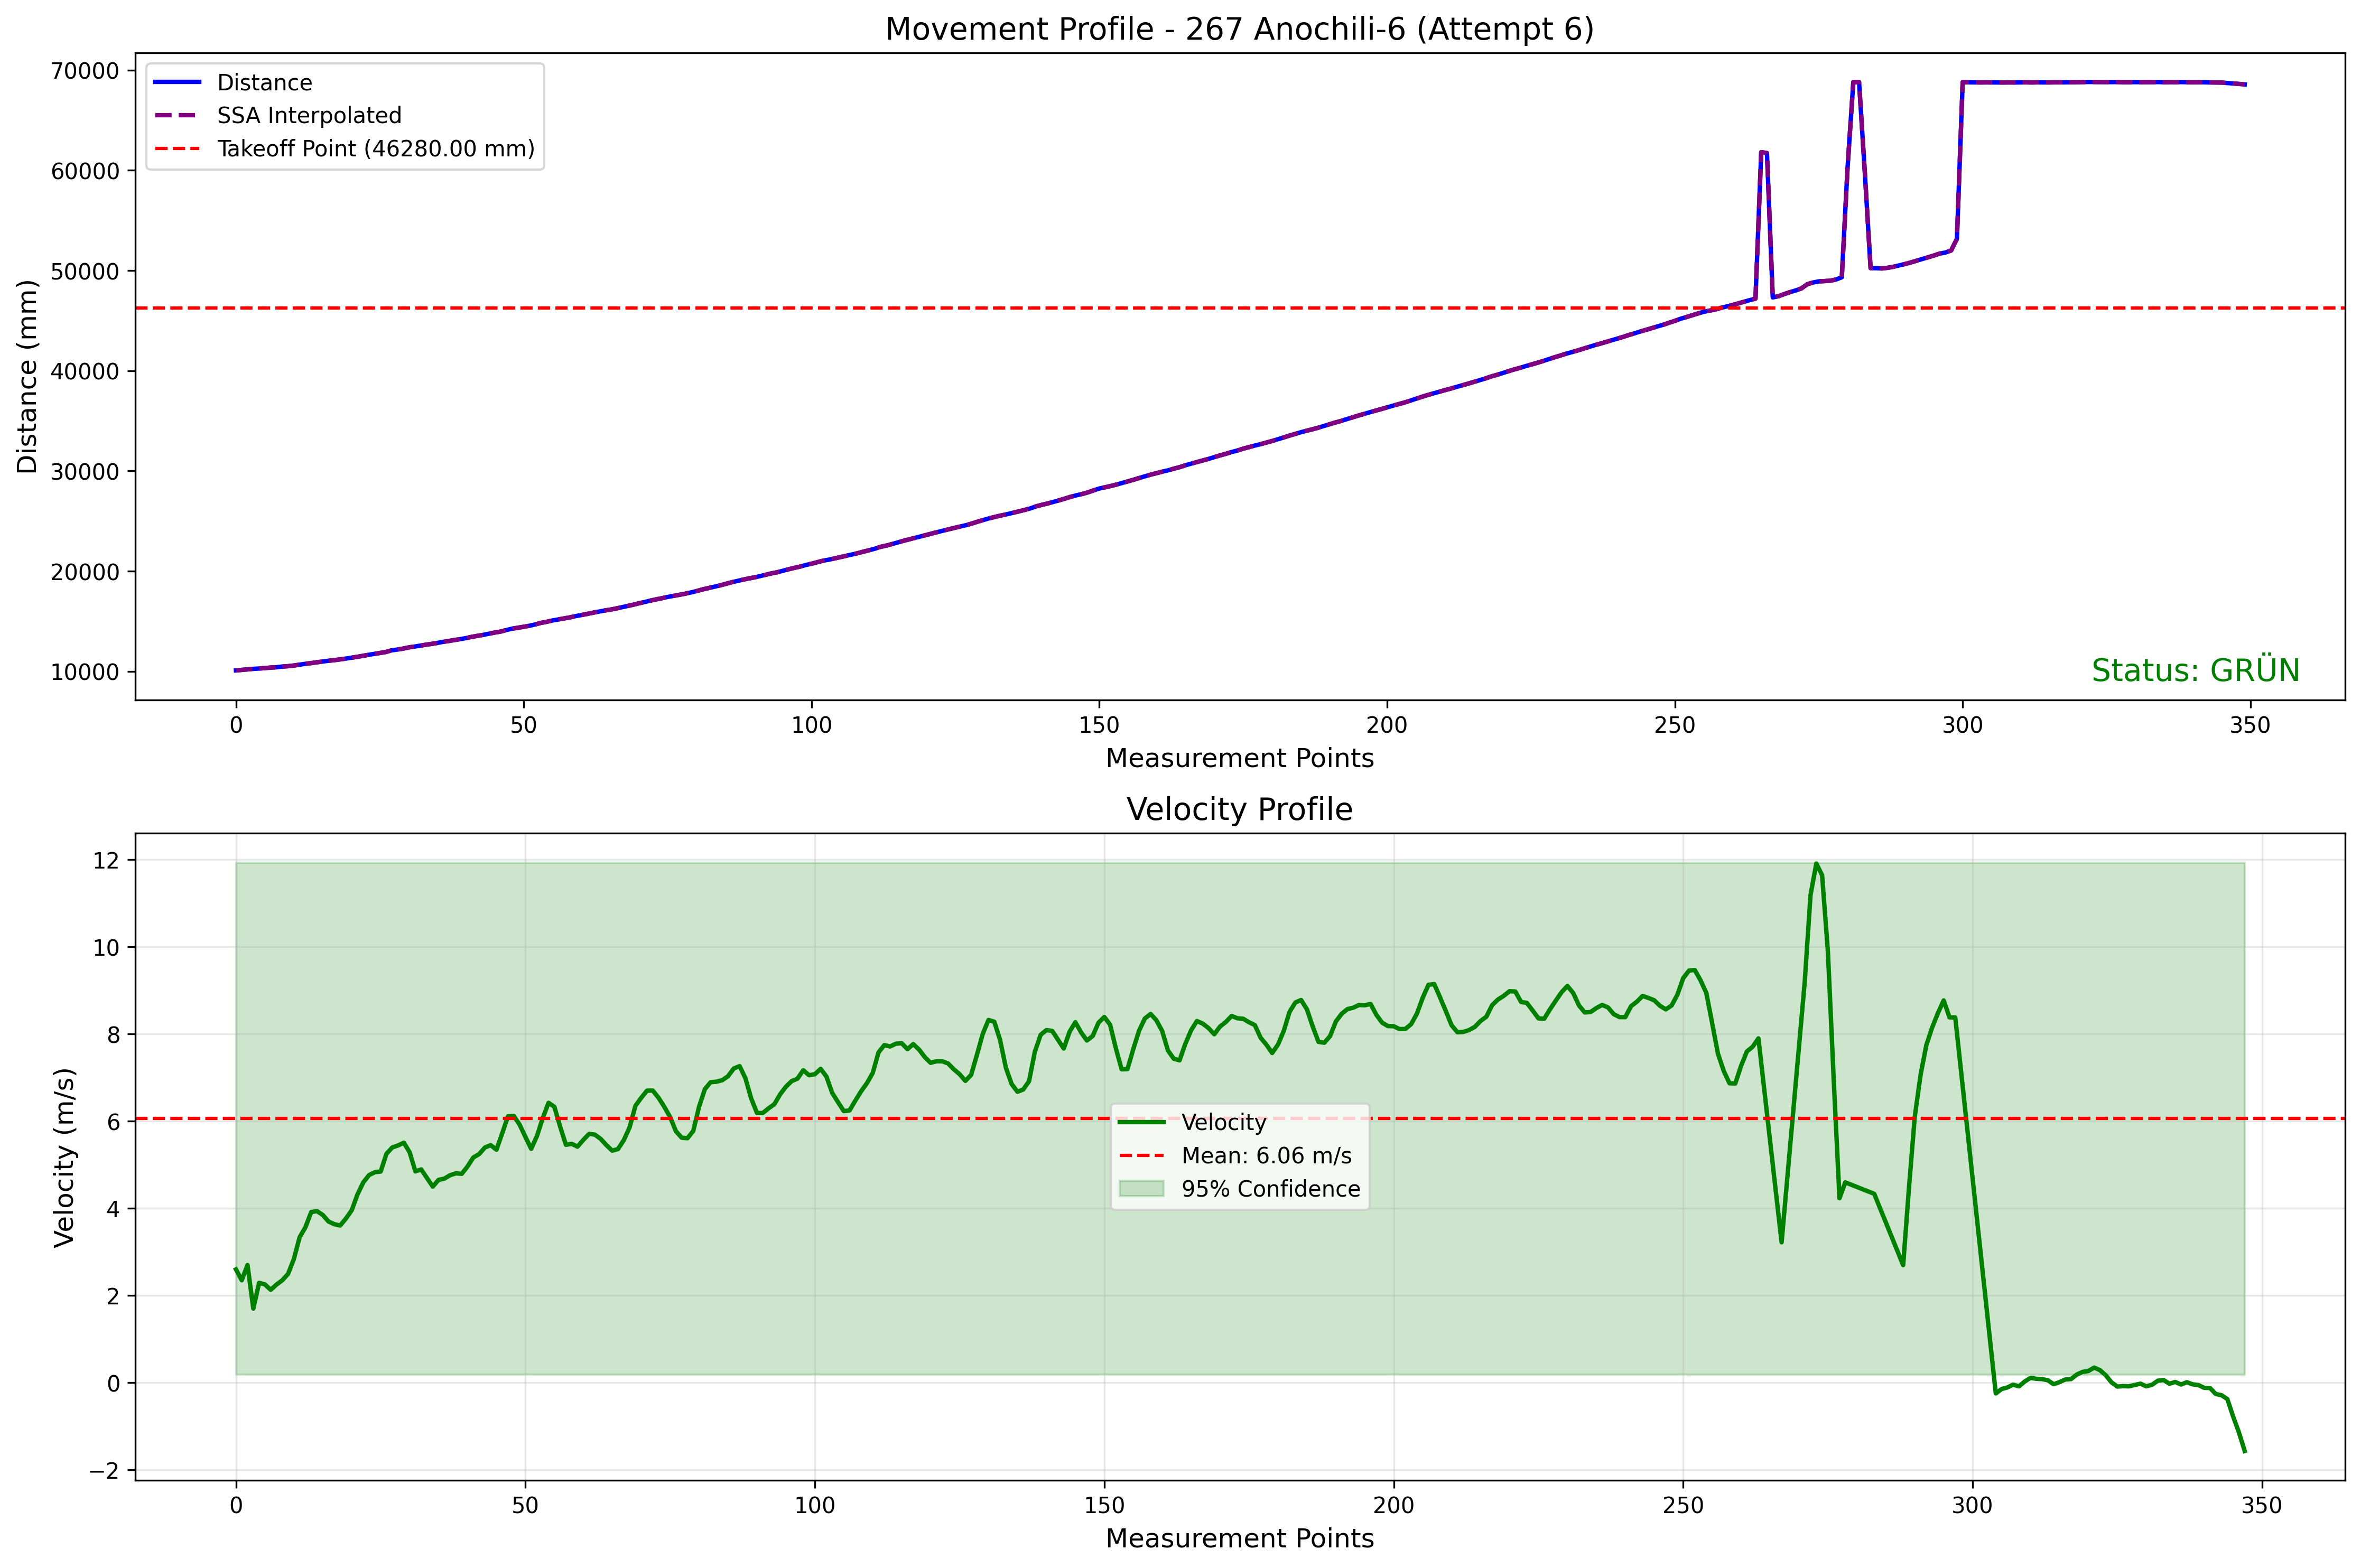 Movement Profile - 267 Anochili-6 (Attempt 6)
Distance (mm)
70000
60000
50000
40000
30000
20000
10000
Distance
SSA Interpolated
Takeoff Point (46280.00 mm)
Status: GRÜN
0 50 100 150 200 250 300 350
Measurement Points
Velocity Profile
Velocity (m/s)
12
10
8
6
4
2
0
−2
Velocity
Mean: 6.06 m/s
95% Confidence
0 50 100 150 200 250 300 350
Measurement Points